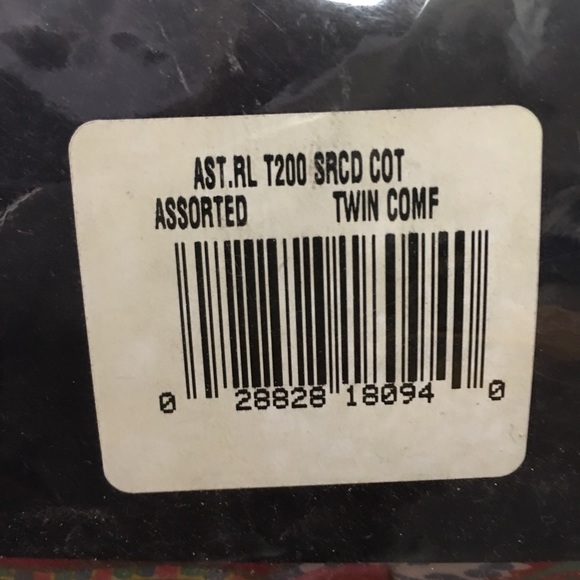 AST.RL T200 SRCD COT
ASSORTED TWIN COMF
0 28828 18094 0